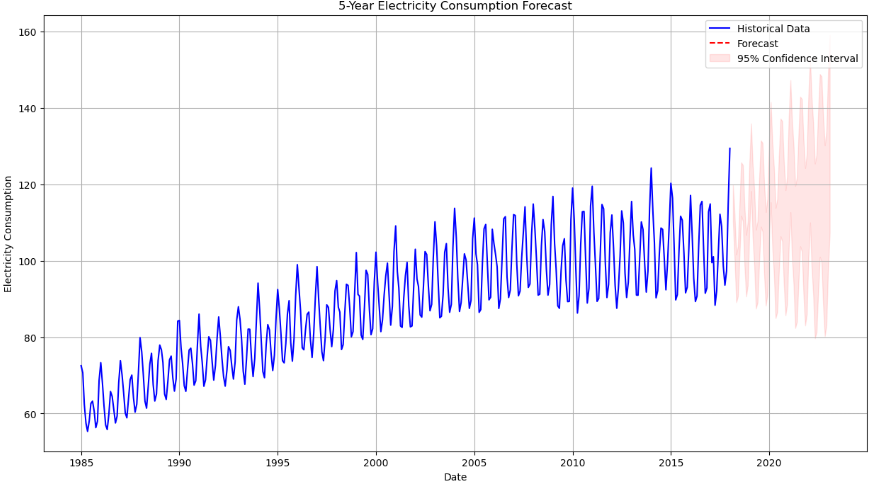 5-Year Electricity Consumption Forecast
Historical Data
Forecast
95% Confidence Interval
160
140
120
100
80
60
Electricity Consumption
1985 1990 1995 2000 2005 2010 2015 2020
Date